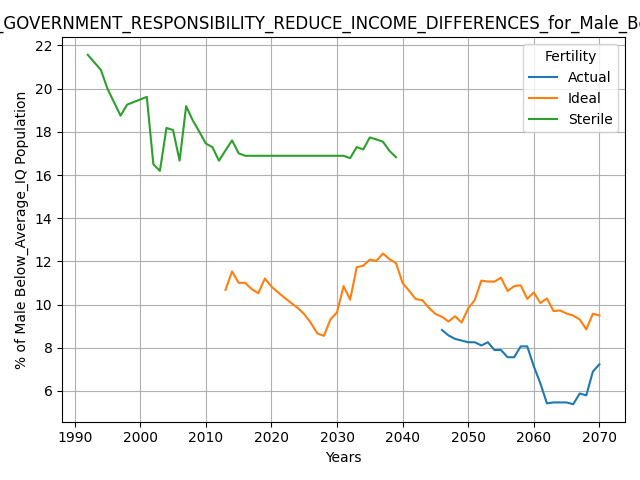 _GOVERNMENT_RESPONSIBILITY_REDUCE_INCOME_DIFFERENCES_for_Male_Be
Fertility
Actual
Ideal
Sterile
% of Male Below_Average_IQ Population
22
20
18
16
14
12
10
8
6
1990 2000 2010 2020 2030 2040 2050 2060 2070
Years